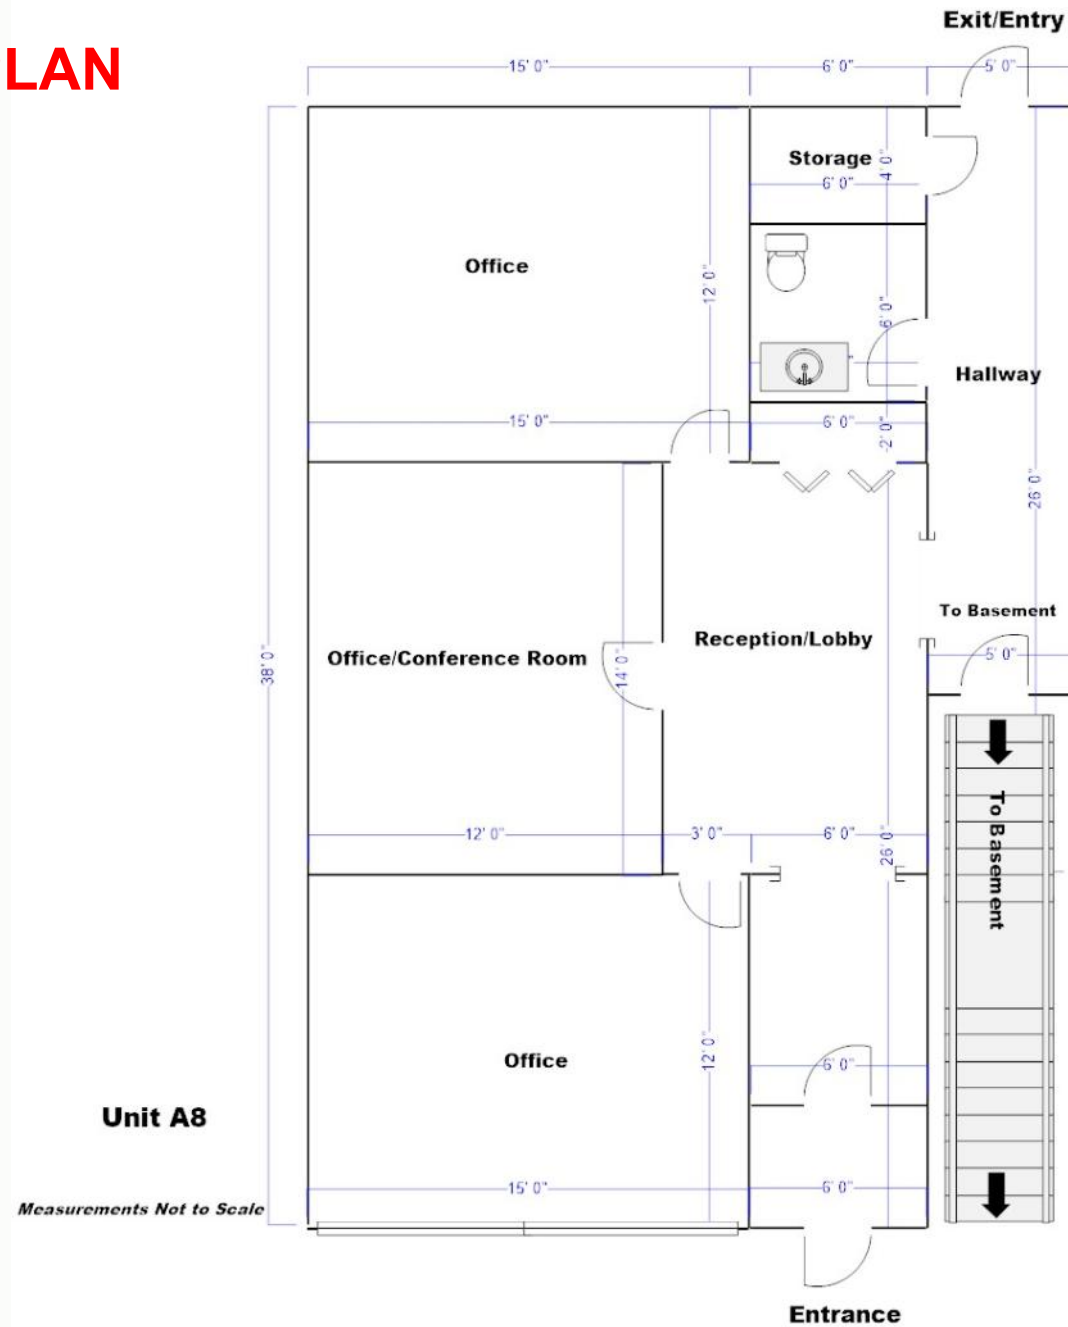 Exit/Entry
LAN
15' 0"
6' 0"
5' 0"
Storage
4' 0"
6' 0"
Office
12' 0"
6' 0"
Hallway
15' 0"
6' 0"
2' 0"
26' 0"
To Basement
Reception/Lobby
5' 0"
Office/Conference Room
14' 0"
38' 0"
To Basement
12' 0"
3' 0"
6' 0"
26' 0"
12' 0"
Office
6' 0"
Unit A8
15' 0"
6' 0"
Measurements Not to Scale
Entrance